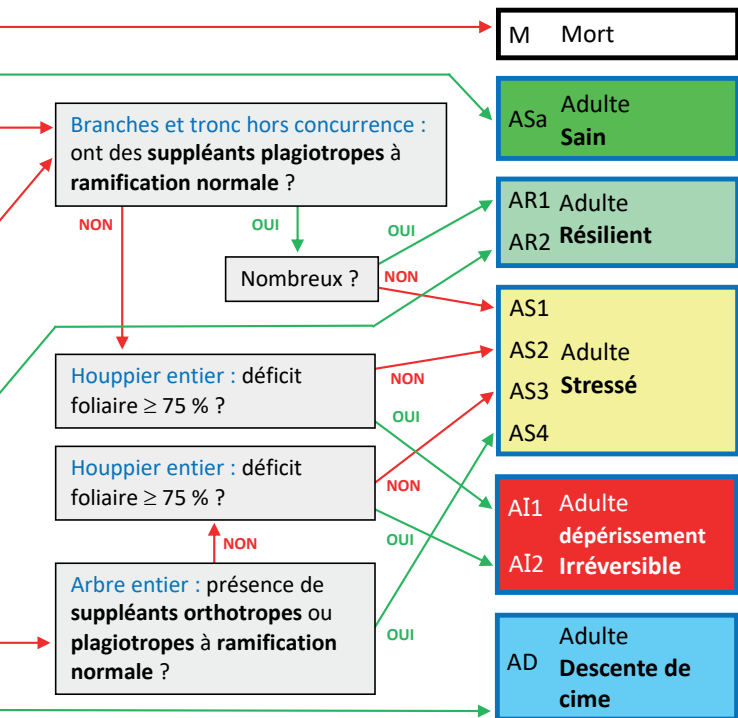 M Mort
ASa Adulte
Sain
Branches et tronc hors concurrence :
ont des suppléants plagiotropes à
ramification normale ?
NON
OUI
OUI
AR1 Adulte
AR2 Résilient
Nombreux ?
NON
AS1
AS2 Adulte
AS3 Stressé
AS4
Houppier entier : déficit
foliaire ≥ 75 % ?
NON
OUI
Houppier entier : déficit
foliaire ≥ 75 % ?
NON
OUI
AÏ1 Adulte
dépérissement
AÏ2 Irréversible
NON
Arbre entier : présence de
suppléants orthotropes ou
plagiotropes à ramification
normale ?
OUI
Adulte
AD Descente de
cime